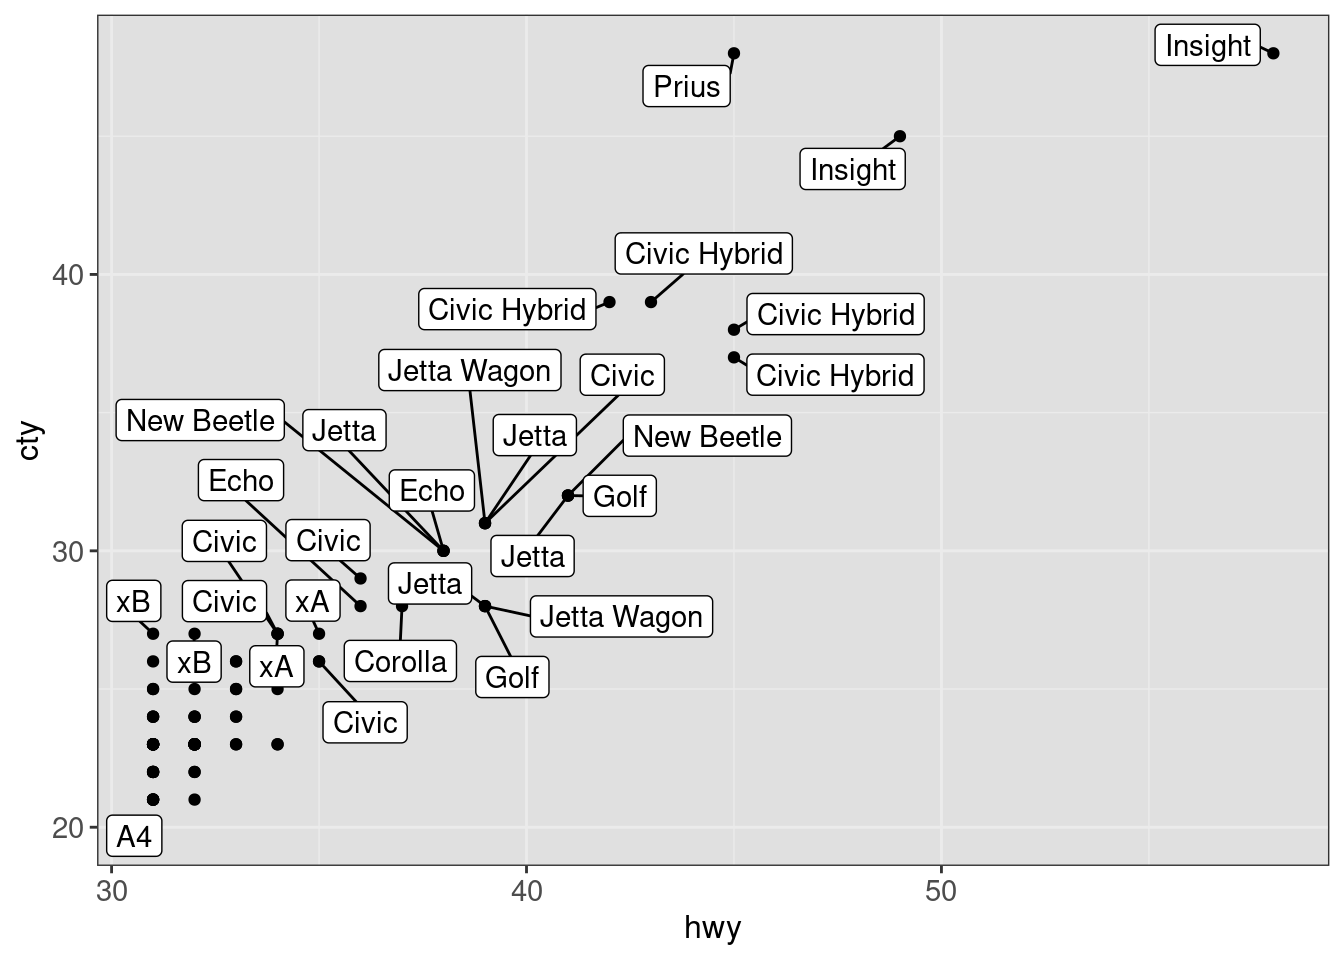 Insight
Prius
Insight
Civic Hybrid
40
Civic Hybrid
Civic Hybrid
Jetta Wagon
Civic
Civic Hybrid
New Beetle
Jetta
Jetta
New Beetle
cty
Echo
Echo
Golf
Civic
Civic
30
Jetta
Jetta
xB
Civic
xA
Jetta Wagon
xB
xA
Corolla
Golf
Civic
20
A4
30
40
50
hwy